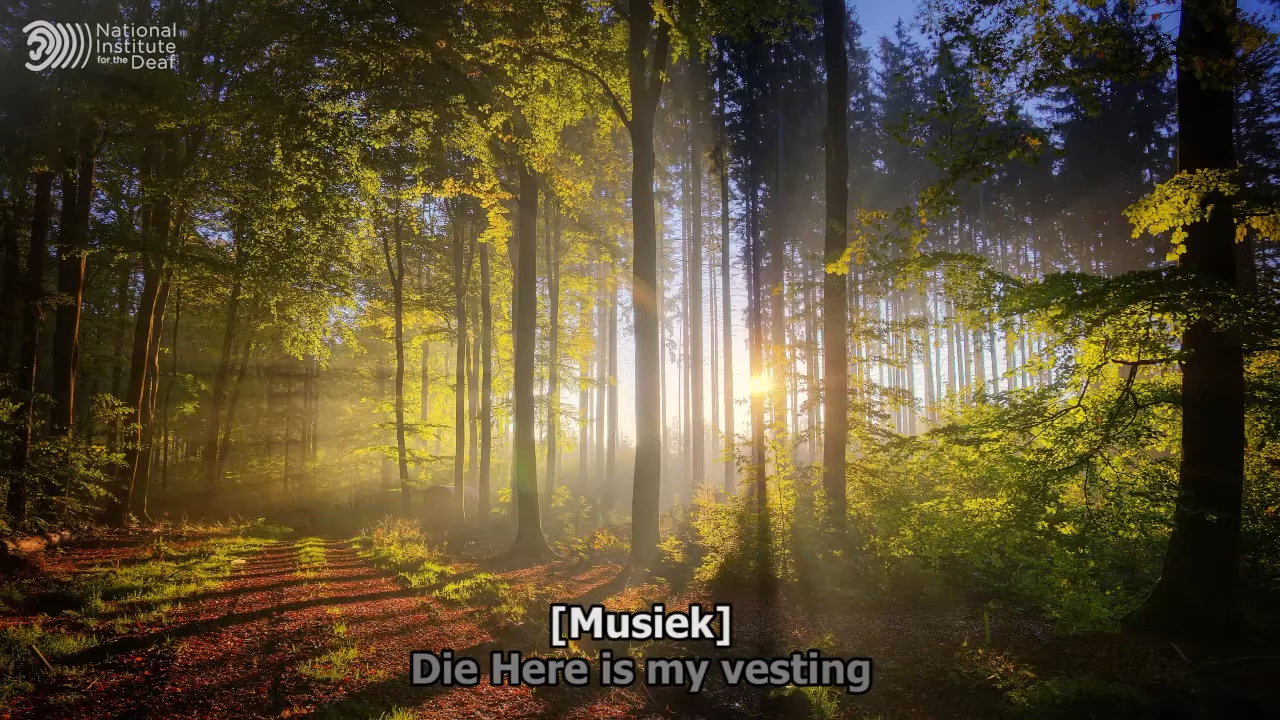 National
Institute
for the Deaf
[Musiek]
Die Here is my vesting